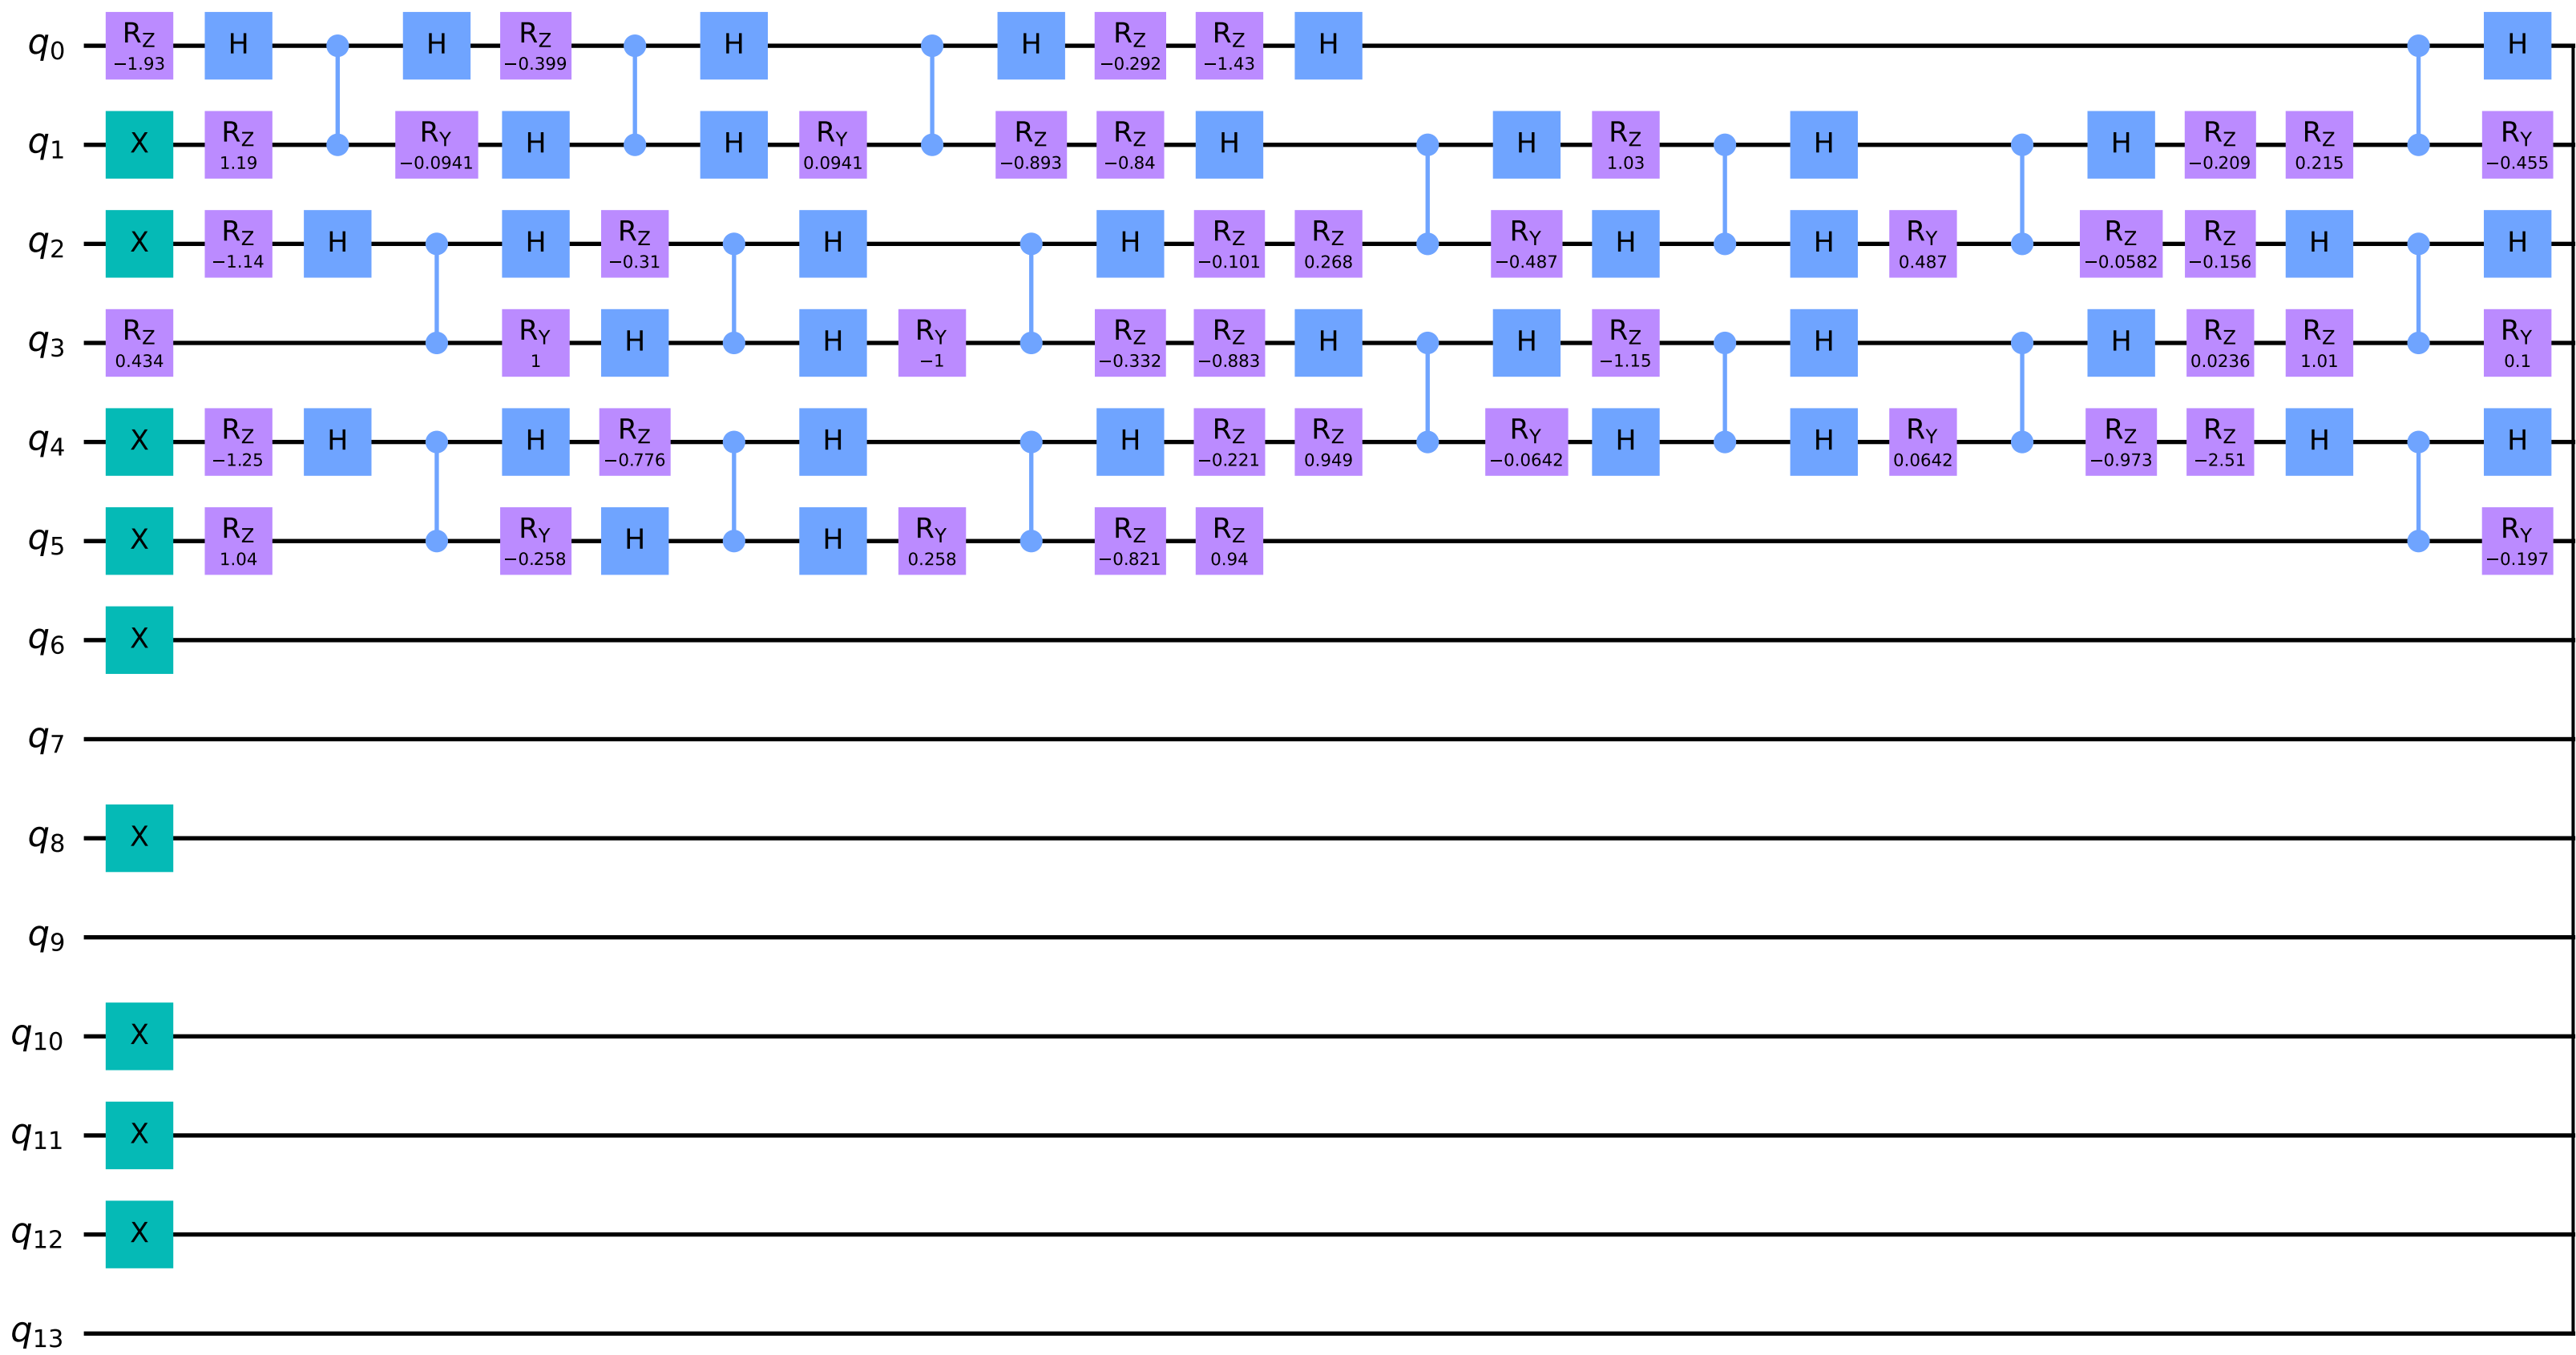 q0 RZ −1.93 H H RZ −0.399 H H RZ −0.292 RZ −1.43 H H
q1 X RZ 1.19 RY −0.0941 H H RY 0.0941 RZ −0.893 RZ −0.84 H H RZ 1.03 H H RZ −0.209 RZ 0.215 RY −0.455
q2 X RZ −1.14 H H RZ −0.31 H H RZ −0.101 RZ 0.268 RY −0.487 H H RY 0.487 RZ −0.0582 RZ −0.156 H H
q3 RZ 0.434 RY 1 H H RY −1 RZ −0.332 RZ −0.883 H H RZ −1.15 H H RZ 0.0236 RZ 1.01 RY 0.1
q4 X RZ −1.25 H H RZ −0.776 H H RZ −0.221 RZ 0.949 RY −0.0642 H H RY 0.0642 RZ −0.973 RZ −2.51 H H
q5 X RZ 1.04 RY −0.258 H H RY 0.258 RZ −0.821 RZ 0.94 RY −0.197
q6 X
q7
q8 X
q9
q10 X
q11 X
q12 X
q13